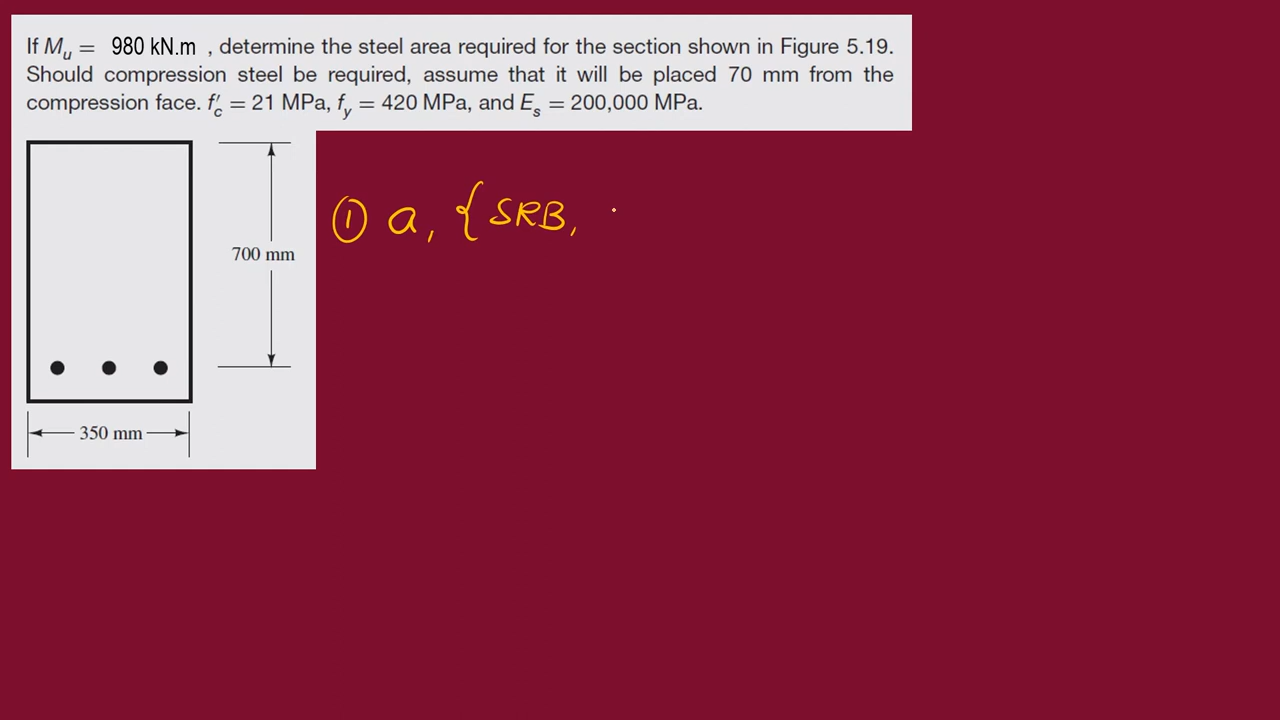 If Mᵤ = 980 kN.m , determine the steel area required for the section shown in Figure 5.19.
Should compression steel be required, assume that it will be placed 70 mm from the
compression face. f′c = 21 MPa, fy = 420 MPa, and Es = 200,000 MPa.
① a, { SRB,
700 mm
350 mm